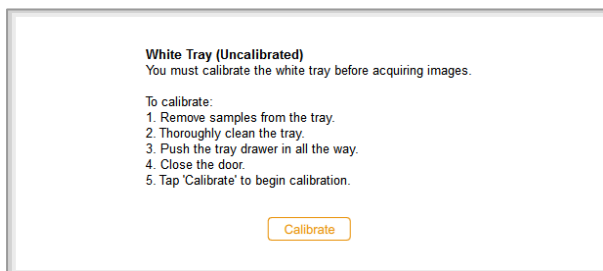 White Tray (Uncalibrated)
You must calibrate the white tray before acquiring images.
To calibrate:
1. Remove samples from the tray.
2. Thoroughly clean the tray.
3. Push the tray drawer in all the way.
4. Close the door.
5. Tap 'Calibrate' to begin calibration.
Calibrate